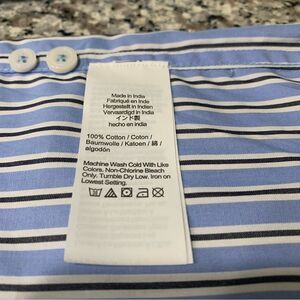 Made in India
Fabriqué en Inde
Hergestellt in Indien
Vervaardigd in India
インド製
hecho en india
100% Cotton / Coton /
Baumwolle / Katoen / 綿 /
algodón
Machine Wash Cold With Like
Colors. Non-Chlorine Bleach
Only. Tumble Dry Low. Iron on
Lowest Setting.